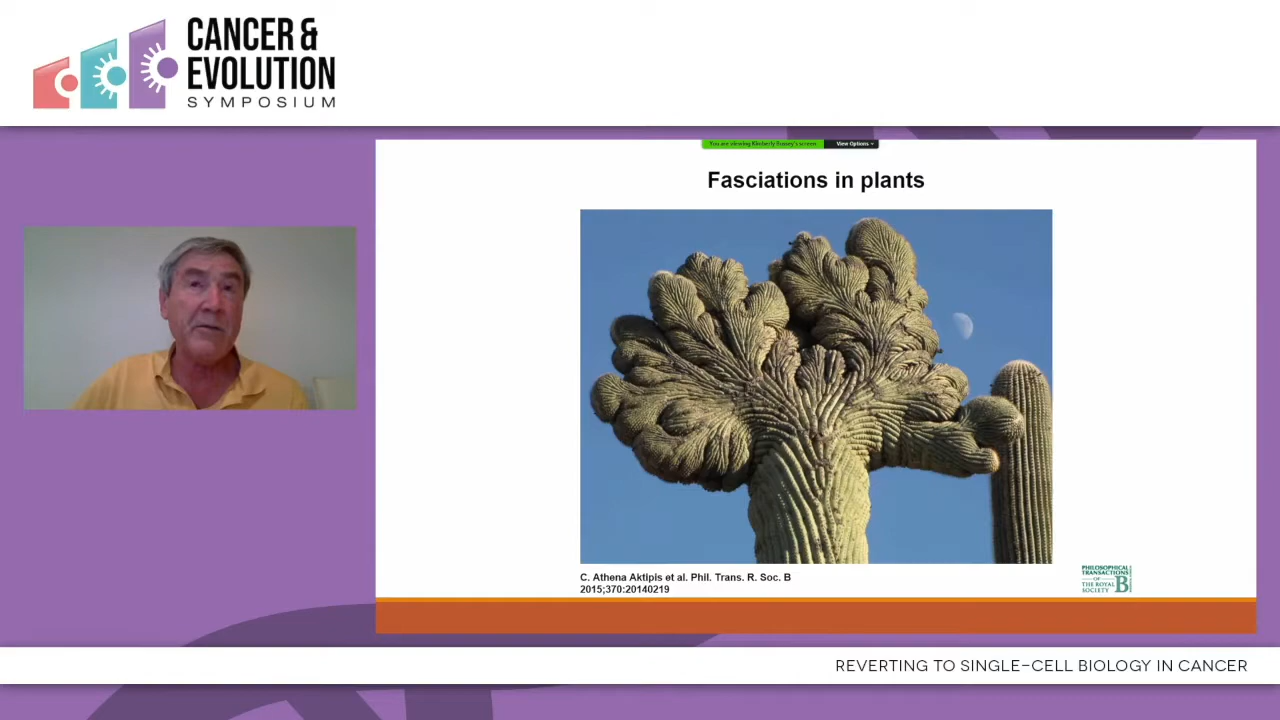 CANCER &
EVOLUTION
SYMPOSIUM
You are viewing Kimberly Bussey's screen
View Options
Fasciations in plants
C. Athena Aktipis et al. Phil. Trans. R. Soc. B
2015;370:20140219
PHILOSOPHICAL
TRANSACTIONS
OF
THE ROYAL
SOCIETY
B
REVERTING TO SINGLE-CELL BIOLOGY IN CANCER